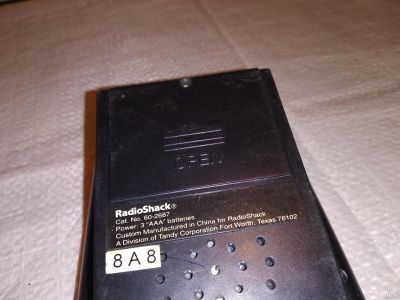 OPEN
RadioShack®
Cat. No. 60-2687
Power: 3 "AAA" batteries
Custom Manufactured in China for RadioShack
A Division of Tandy Corporation Fort Worth, Texas 76102
8A8